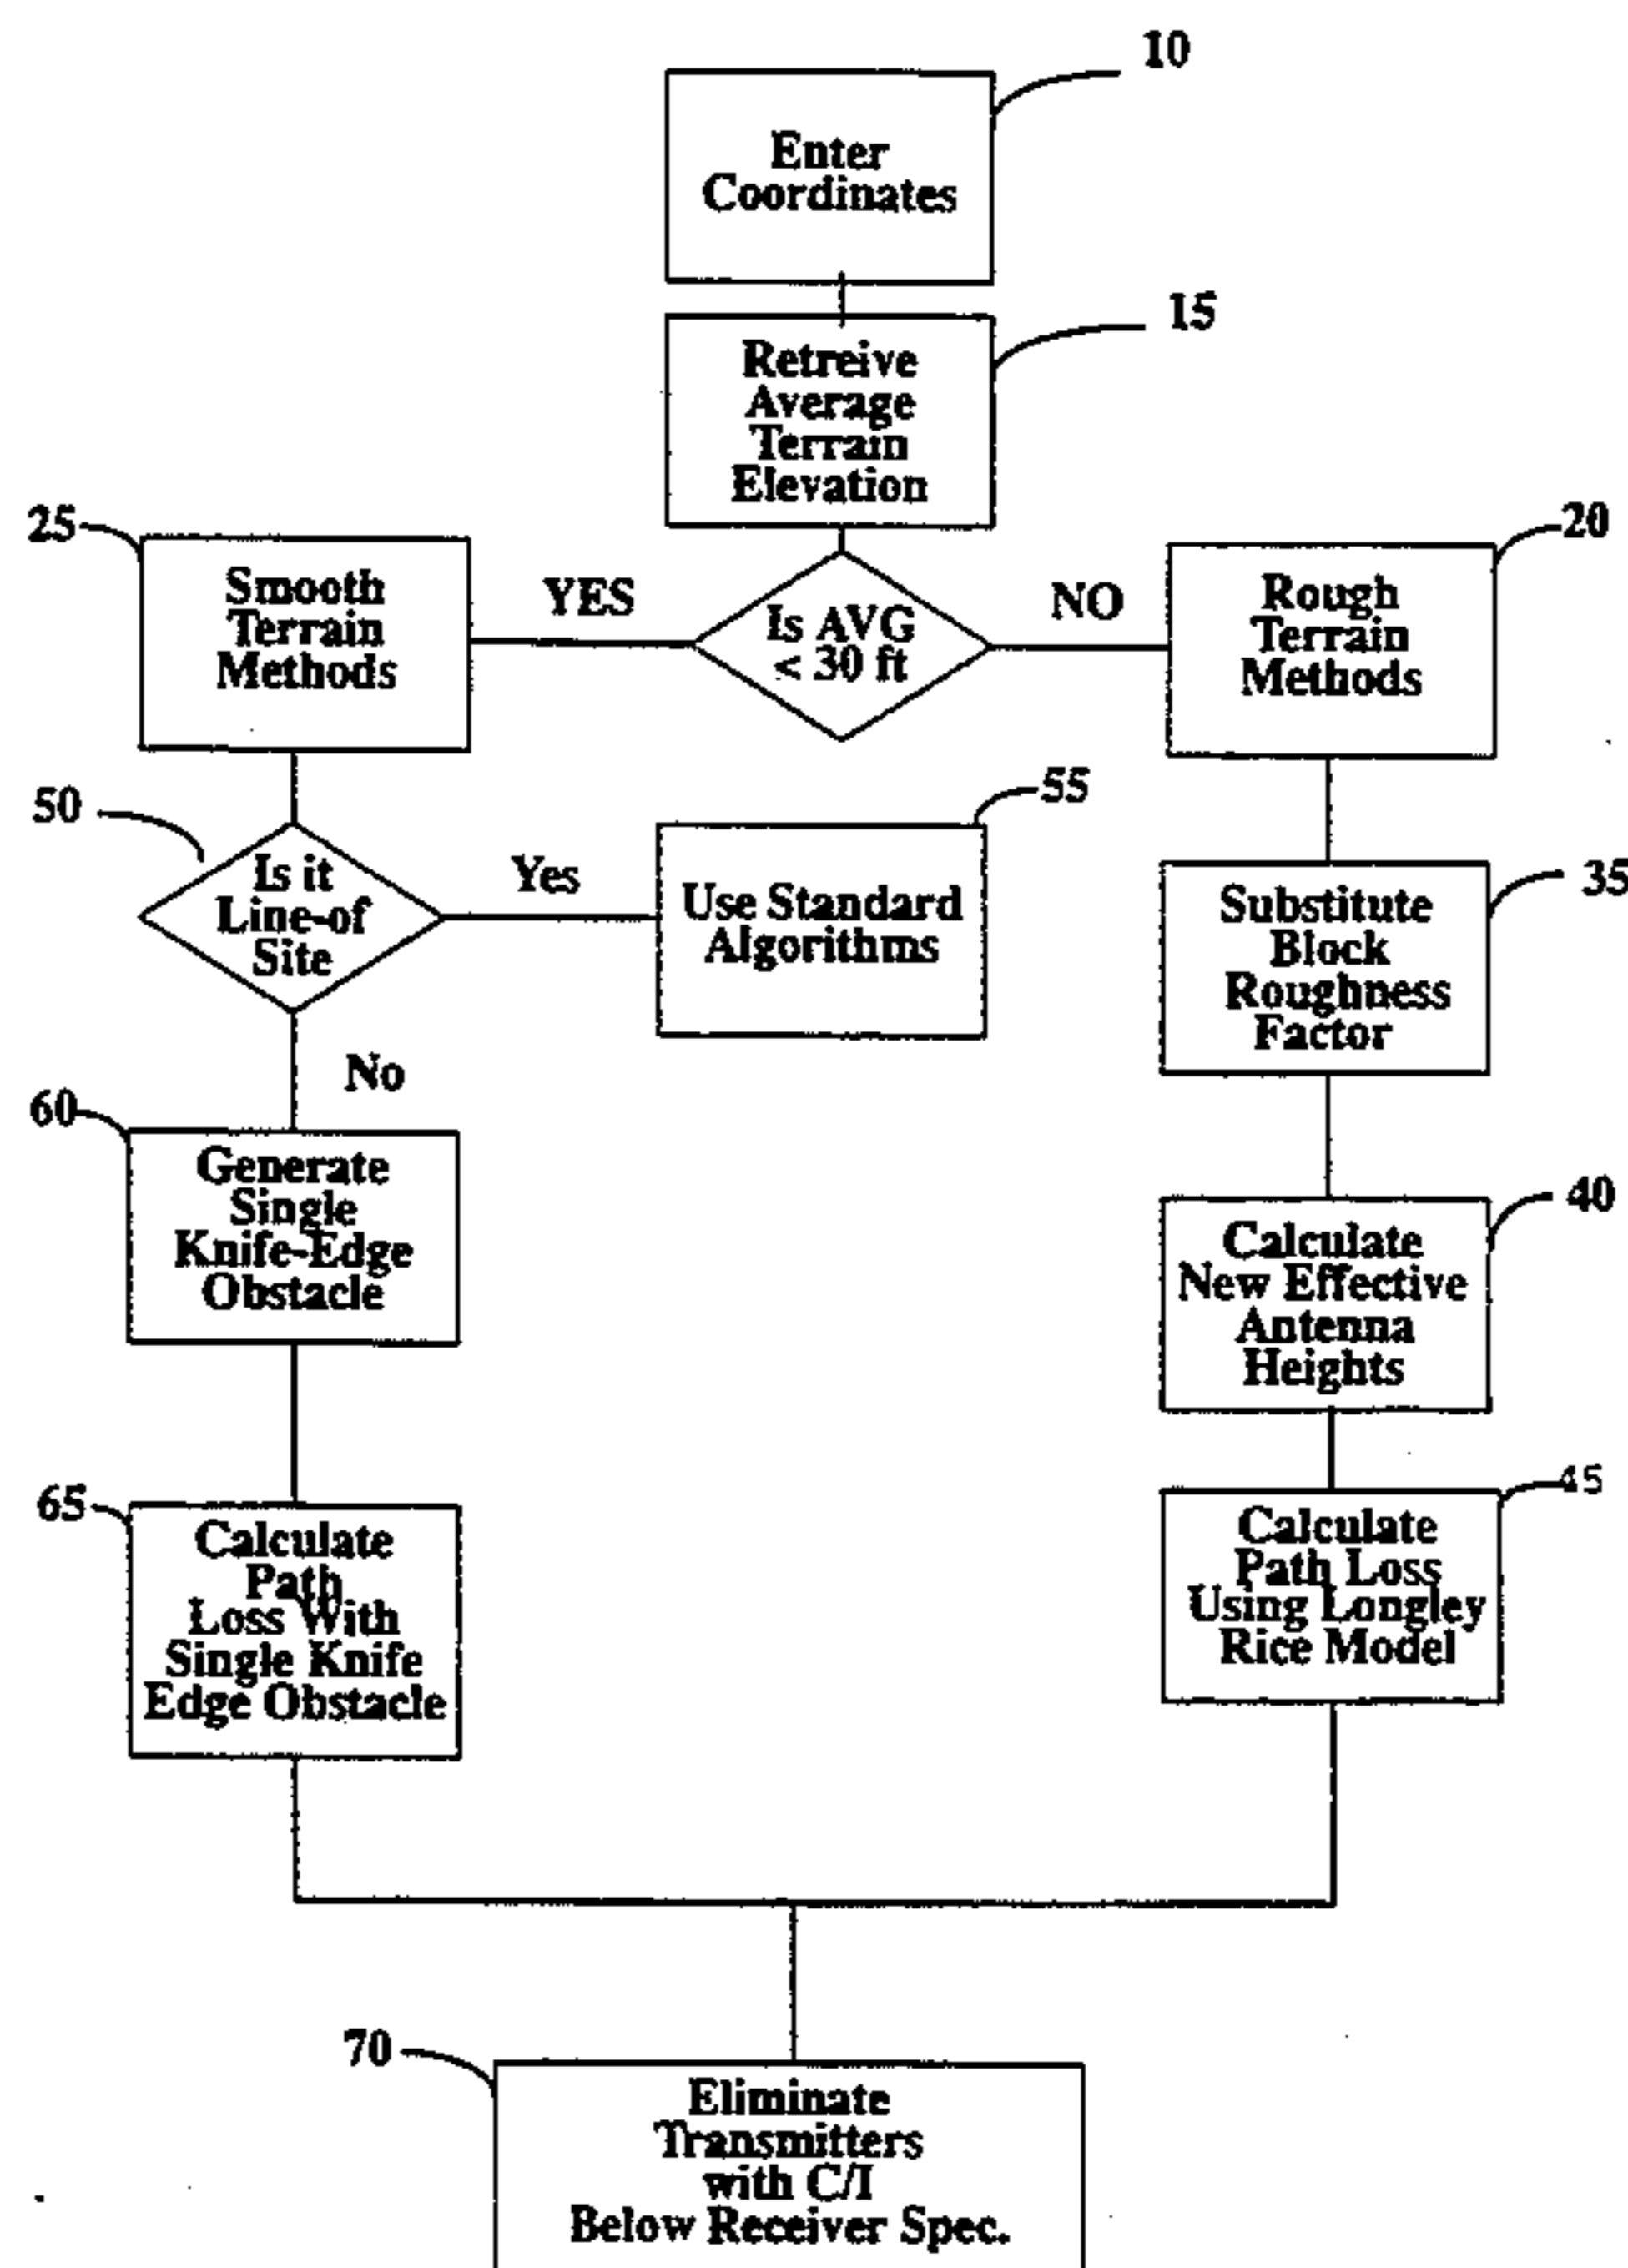 10
Enter
Coordinates
15
Retreive
Average
Terrain
Elevation
25
Smooth
Terrain
Methods
YES
Is AVG
< 30 ft
NO
20
Rough
Terrain
Methods
50
Is it
Line-of
Site
Yes
55
Use Standard
Algorithms
35
Substitute
Block
Roughness
Factor
No
60
Generate
Single
Knife-Edge
Obstacle
40
Calculate
New Effective
Antenna
Heights
65
Calculate
Path
Loss With
Single Knife
Edge Obstacle
45
Calculate
Path Loss
Using Longley
Rice Model
70
Eliminate
Transmitters
with C/I
Below Receiver Spec.